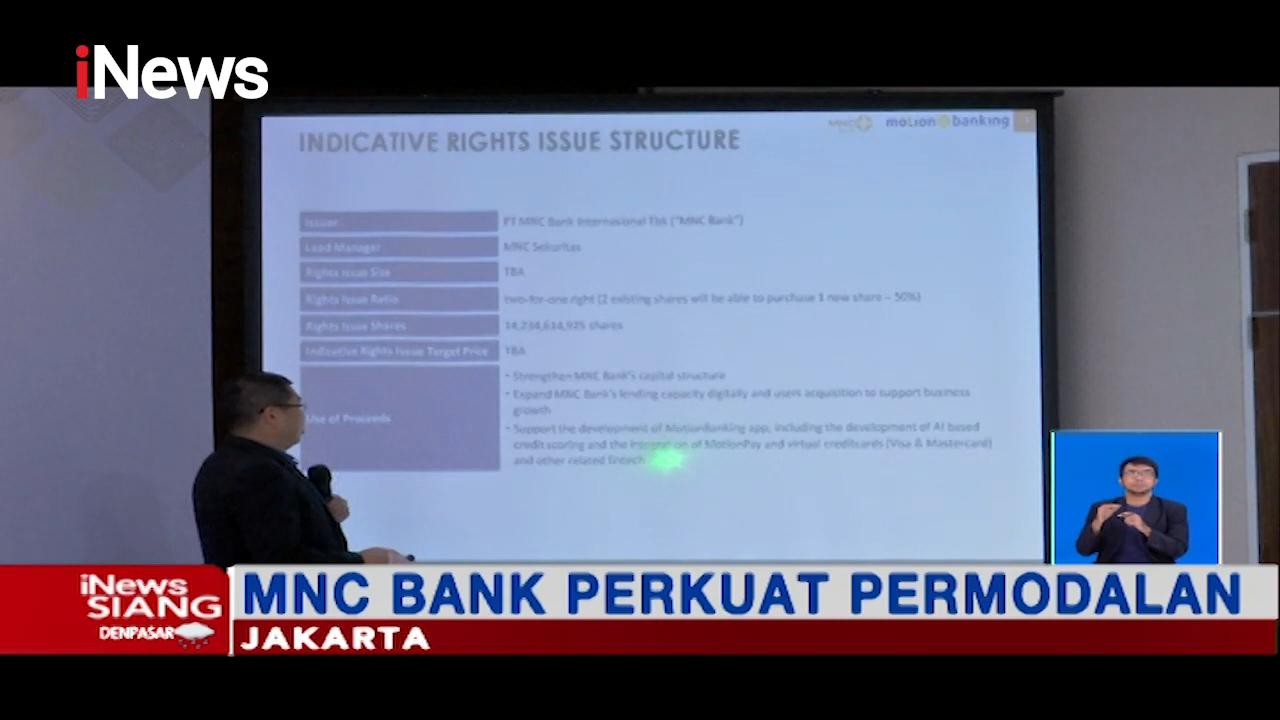 iNews
INDICATIVE RIGHTS ISSUE STRUCTURE
MNC
motion banking
Issuer
PT MNC Bank Internasional Tbk ("MNC Bank")
Lead Manager
MNC Sekuritas
Rights Issue Size
TBA
Rights Issue Ratio
two-for-one right (2 existing shares will be able to purchase 1 new share – 50%)
Rights Issue Shares
shares
Indicative Rights Issue Target Price
TBA
Use of Proceeds
• Strengthen MNC Bank's capital structure
• Expand MNC Bank's lending capacity digitally and users acquisition to support business
growth
• Support the development of MotionBanking app, including the development of AI based
credit scoring and the integration of MotionPay and virtual creditcards (Visa & Mastercard)
and other related fintech
iNews
SIANG
DENPASAR
MNC BANK PERKUAT PERMODALAN
JAKARTA